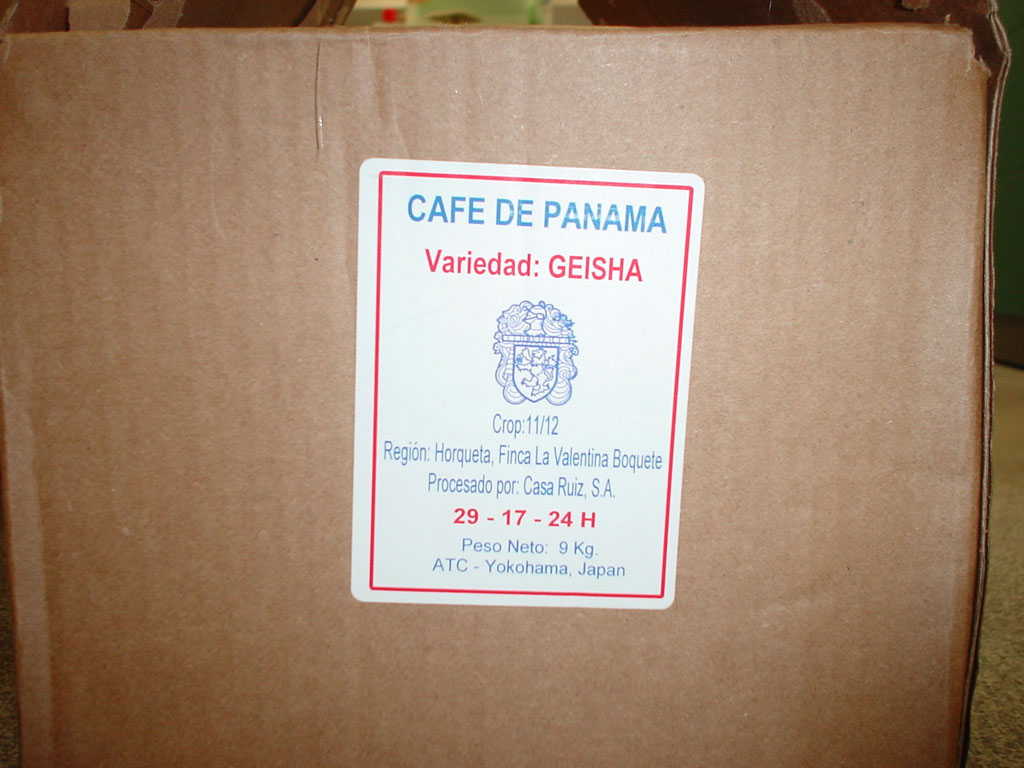 CAFE DE PANAMA
Variedad: GEISHA
Crop:11/12
Región: Horqueta, Finca La Valentina Boquete
Procesado por: Casa Ruiz, S.A.
29 - 17 - 24 H
Peso Neto: 9 Kg.
ATC - Yokohama, Japan